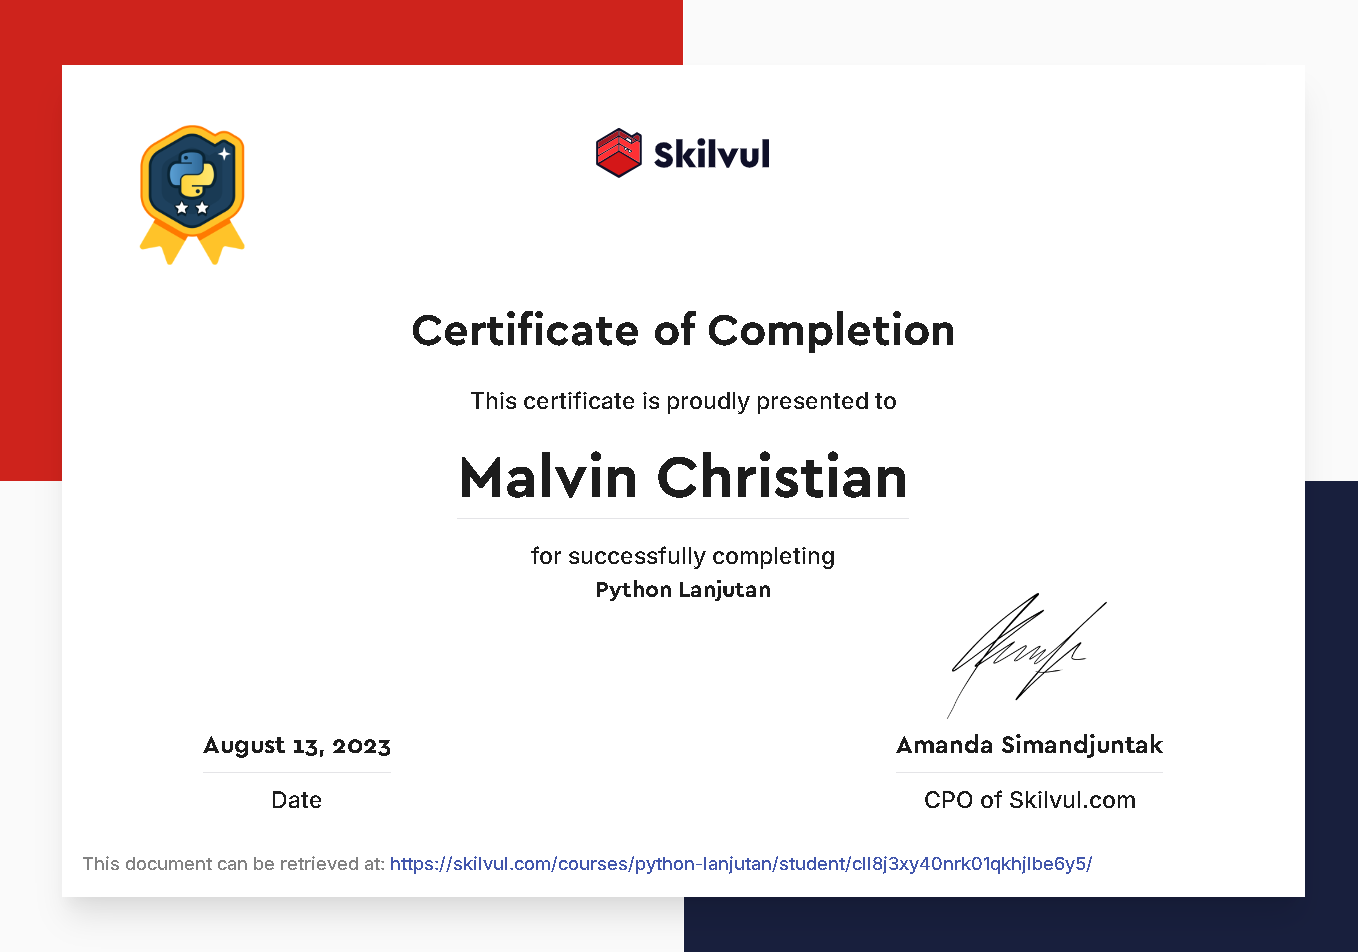 Skilvul
Certificate of Completion
This certificate is proudly presented to
Malvin Christian
for successfully completing
Python Lanjutan
August 13, 2023
Date
Amanda Simandjuntak
CPO of Skilvul.com
This document can be retrieved at: https://skilvul.com/courses/python-lanjutan/student/cll8j3xy40nrk01qkhjlbe6y5/